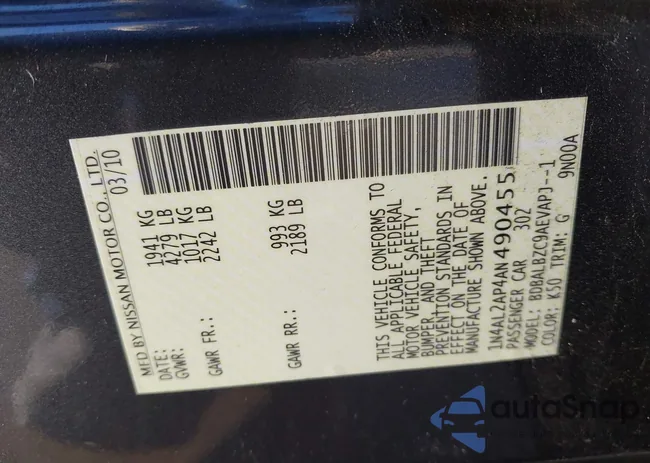 MFD BY NISSAN MOTOR CO., LTD.
DATE: 03/10
GVWR: 1941 KG
4279 LB
GAWR FR.: 1017 KG
2242 LB
GAWR RR.: 993 KG
2189 LB
THIS VEHICLE CONFORMS TO
ALL APPLICABLE FEDERAL
MOTOR VEHICLE SAFETY,
BUMPER, AND THEFT
PREVENTION STANDARDS IN
EFFECT ON THE DATE OF
MANUFACTURE SHOWN ABOVE.
1N4AL2AP4AN490455
PASSENGER CAR 30Z
MODEL: BDBALBZC9AEVAPJ--1
COLOR: K50 TRIM: G 9N00A
autoSnap